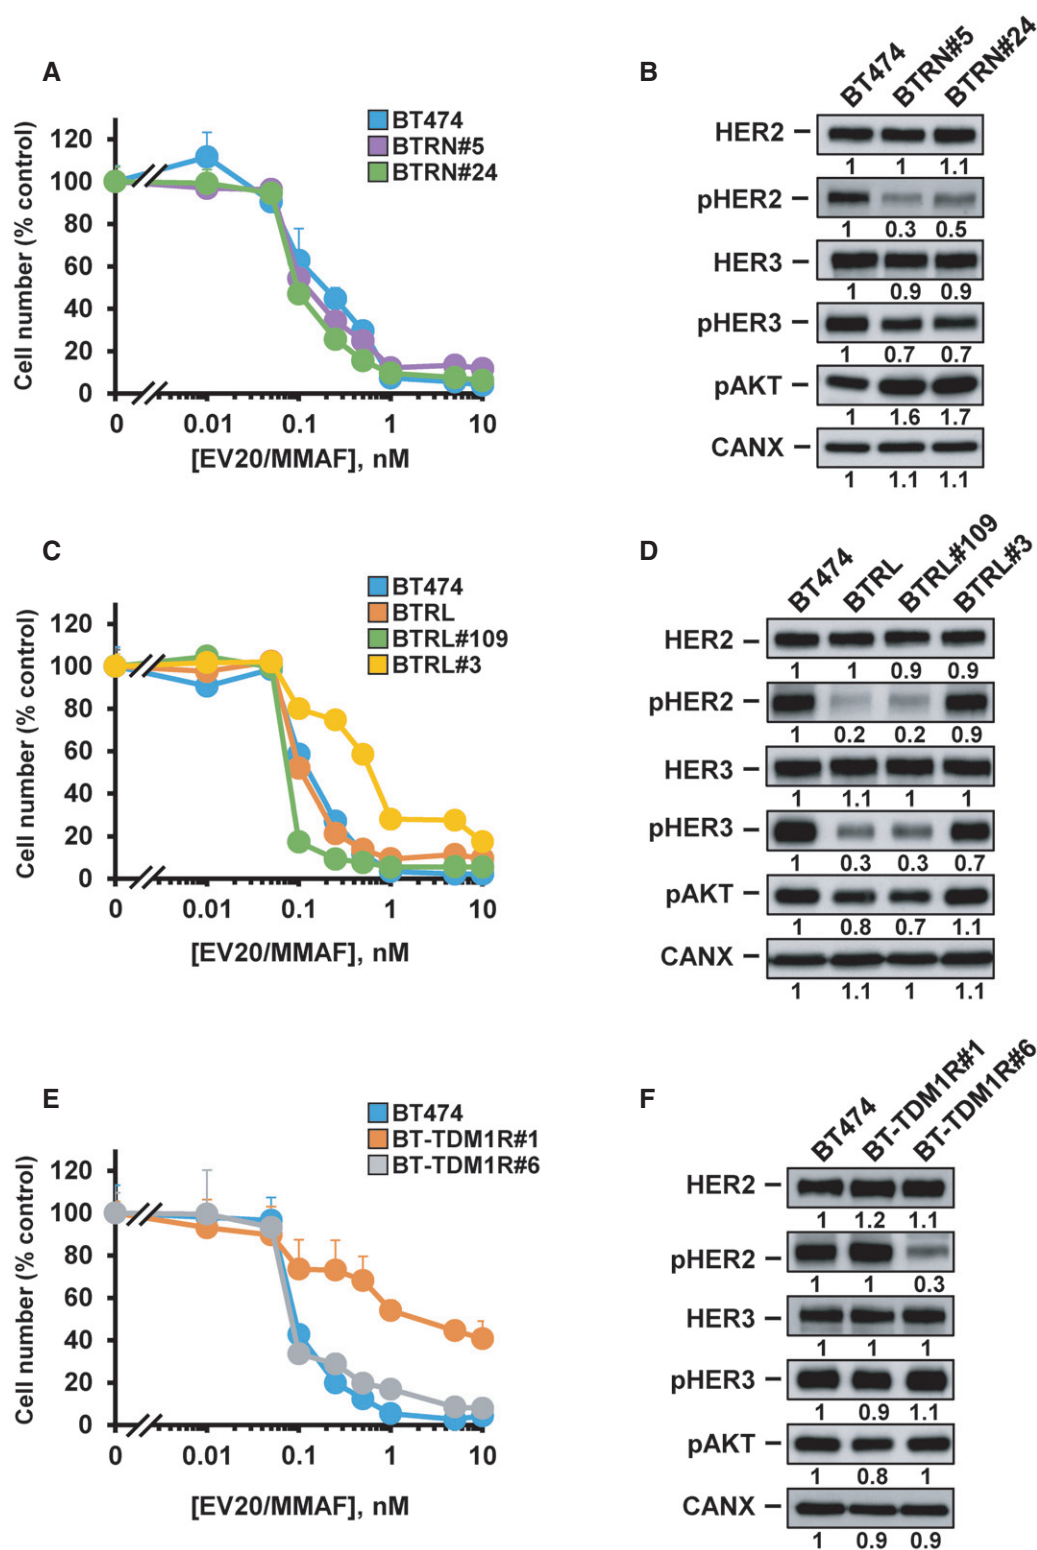 A
BT474
BTRN#5
BTRN#24
Cell number (% control)
120
100
80
60
40
20
0
0 0.01 0.1 1 10
[EV20/MMAF], nM
B
BT474 BTRN#5 BTRN#24
HER2
1 1 1.1
pHER2
1 0.3 0.5
HER3
1 0.9 0.9
pHER3
1 0.7 0.7
pAKT
1 1.6 1.7
CANX
1 1.1 1.1
C
BT474
BTRL
BTRL#109
BTRL#3
Cell number (% control)
120
100
80
60
40
20
0
0 0.01 0.1 1 10
[EV20/MMAF], nM
D
BT474 BTRL BTRL#109 BTRL#3
HER2
1 1 0.9 0.9
pHER2
1 0.2 0.2 0.9
HER3
1 1.1 1 1
pHER3
1 0.3 0.3 0.7
pAKT
1 0.8 0.7 1.1
CANX
1 1.1 1 1.1
E
BT474
BT-TDM1R#1
BT-TDM1R#6
Cell number (% control)
120
100
80
60
40
20
0
0 0.01 0.1 1 10
[EV20/MMAF], nM
F
BT474 BT-TDM1R#1 BT-TDM1R#6
HER2
1 1.2 1.1
pHER2
1 1 0.3
HER3
1 1 1
pHER3
1 0.9 1.1
pAKT
1 0.8 1
CANX
1 0.9 0.9